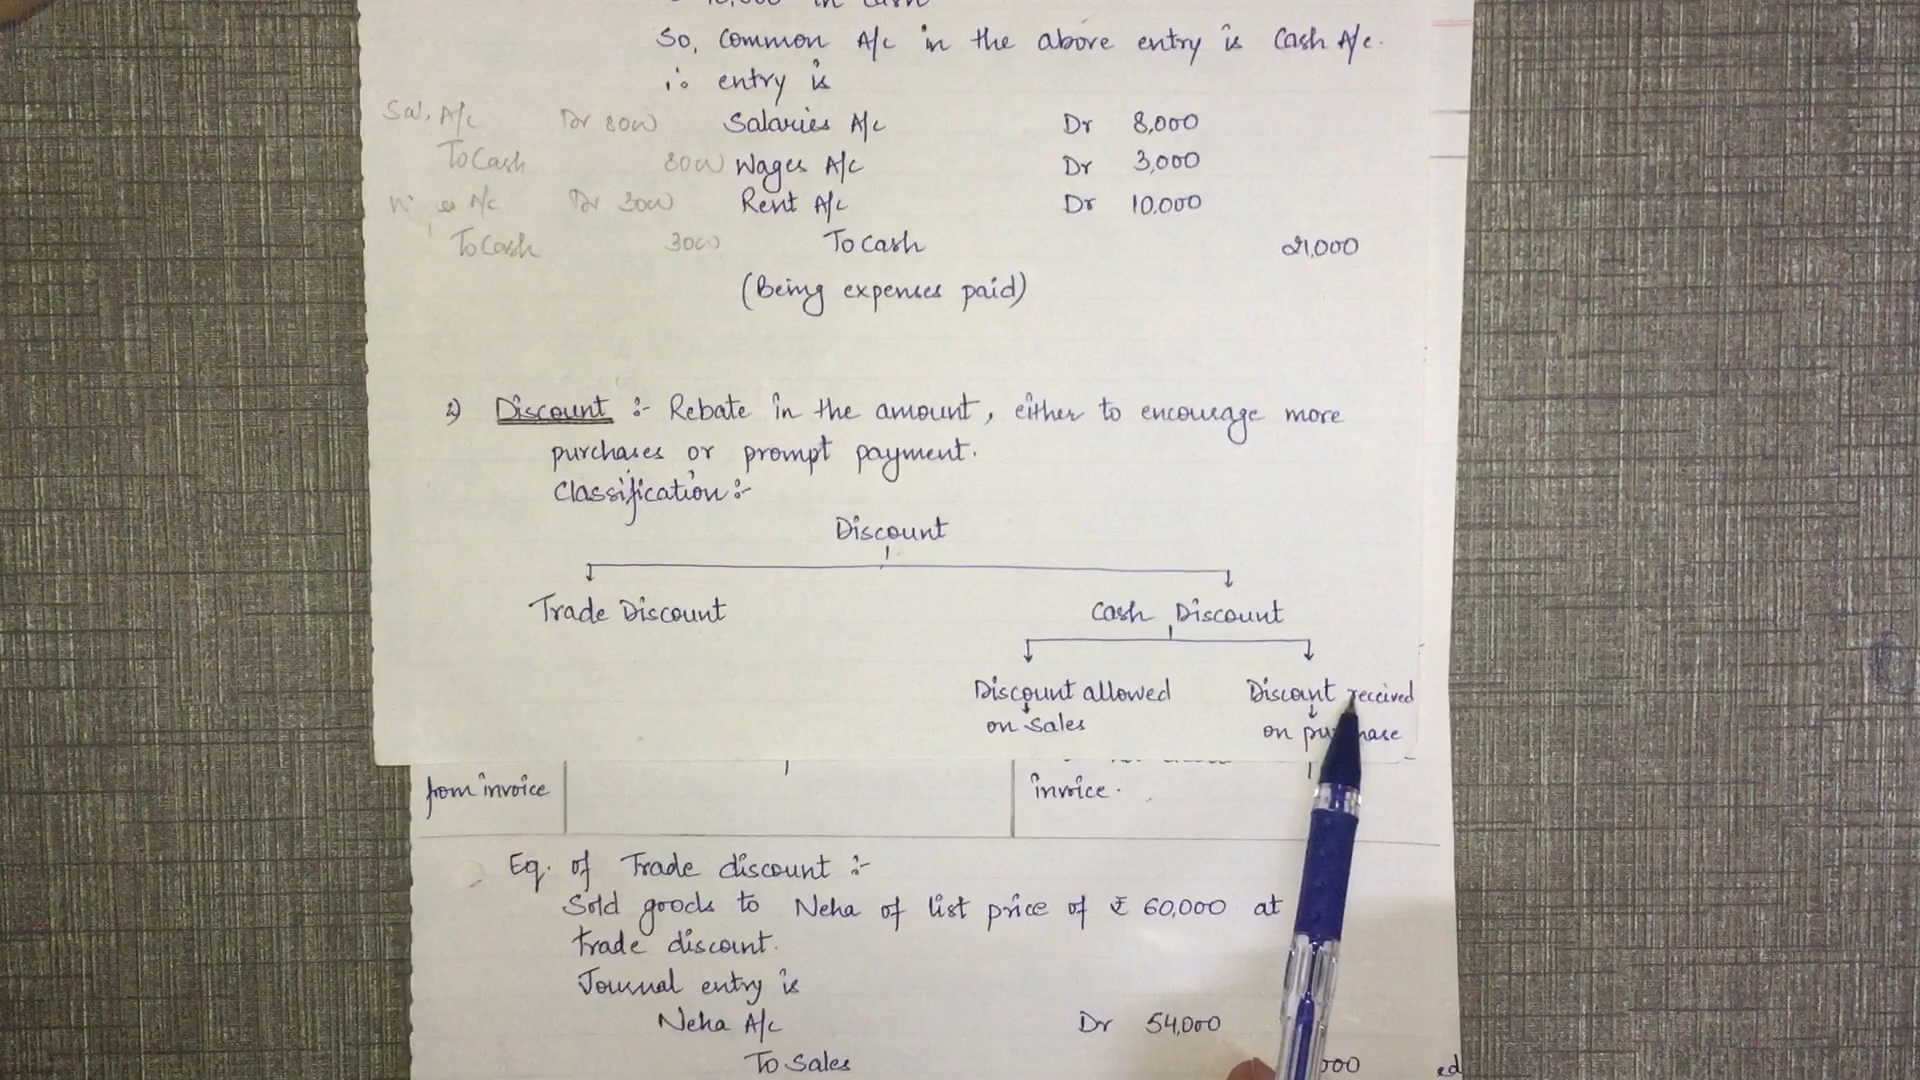 So, Common A/c in the above entry is Cash A/c.
∴ entry is
Sal. A/c Dr 8000 Salaries A/c Dr 8,000
To Cash 8000 Wages A/c Dr 3,000
A/c Dr 3000 Rent A/c Dr 10,000
To Cash 3000 To Cash 21,000
(Being expenses paid)
2) Discount :- Rebate in the amount, either to encourage more
purchases or prompt payment.
Classification :-
Discount
Trade Discount Cash Discount
Discount allowed Discount received
on Sales on
from invoice invoice.
Eg. of Trade discount :-
Sold goods to Neha of list price of ₹ 60,000 at
trade discount.
Journal entry is
Neha A/c Dr 54,000
To Sales